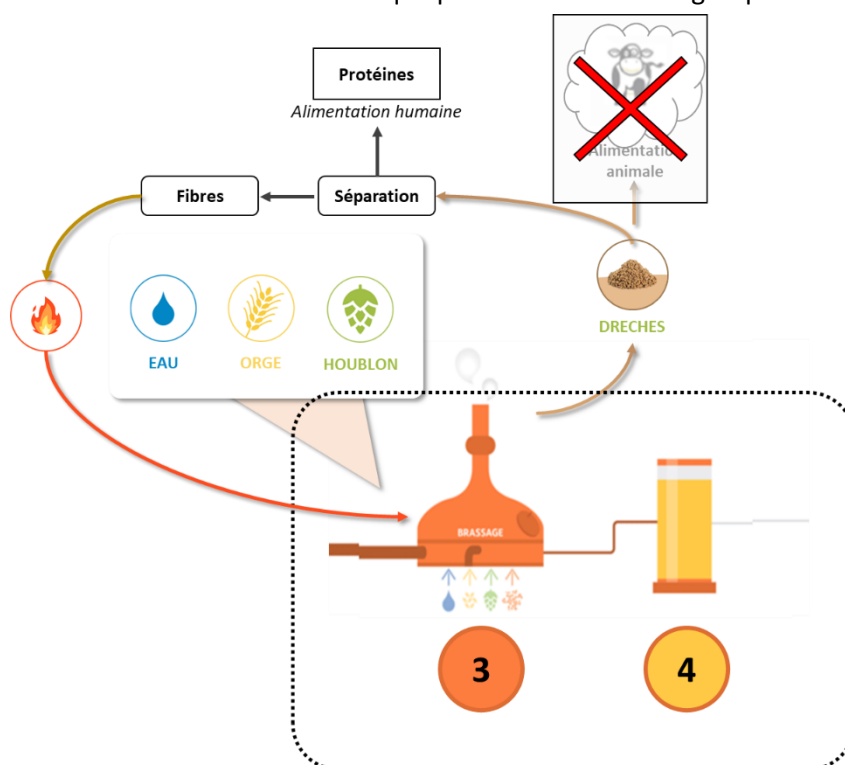 Protéines
Alimentation humaine
Alimentation
animale
Fibres
Séparation
DRECHES
EAU
ORGE
HOUBLON
BRASSAGE
3
4